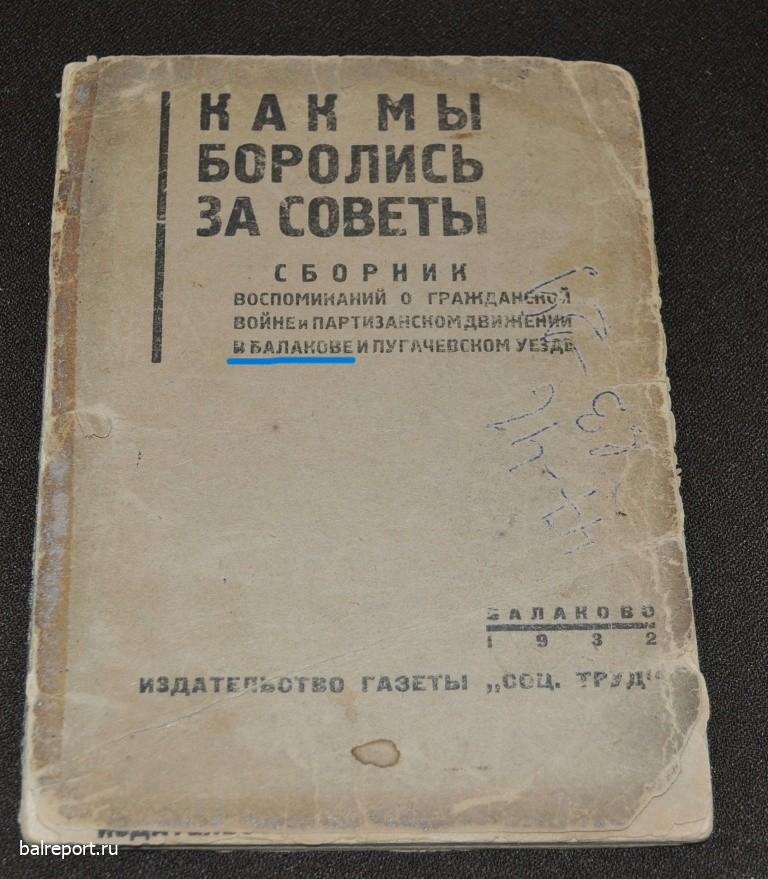 КАК МЫ
БОРОЛИСЬ
ЗА СОВЕТЫ
СБОРНИК
ВОСПОМИНАНИЙ О ГРАЖДАНСКОЙ
ВОЙНЕ и ПАРТИЗАНСКОМ ДВИЖЕНИИ
В БАЛАКОВЕ И ПУГАЧЕВСКОМ УЕЗДЕ
БАЛАКОВО
1932
ИЗДАТЕЛЬСТВО ГАЗЕТЫ „СОЦ. ТРУД“
balreport.ru